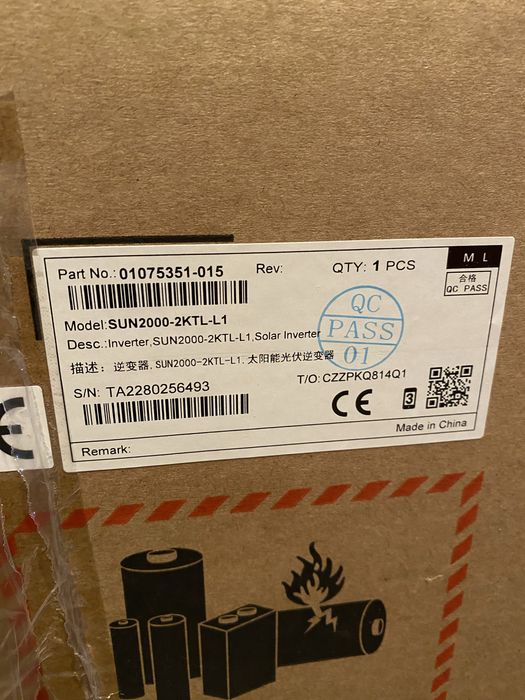 Part No.: 01075351-015 Rev: QTY: 1 PCS
M L
合格
QC PASS
Model:SUN2000-2KTL-L1
Desc.:Inverter,SUN2000-2KTL-L1,Solar Inverter
QC
PASS
01
描述: 逆变器,SUN2000-2KTL-L1,太阳能光伏逆变器
S/N: TA2280256493
T/O: CZZPKQ814Q1
CE
3
Made in China
Remark: